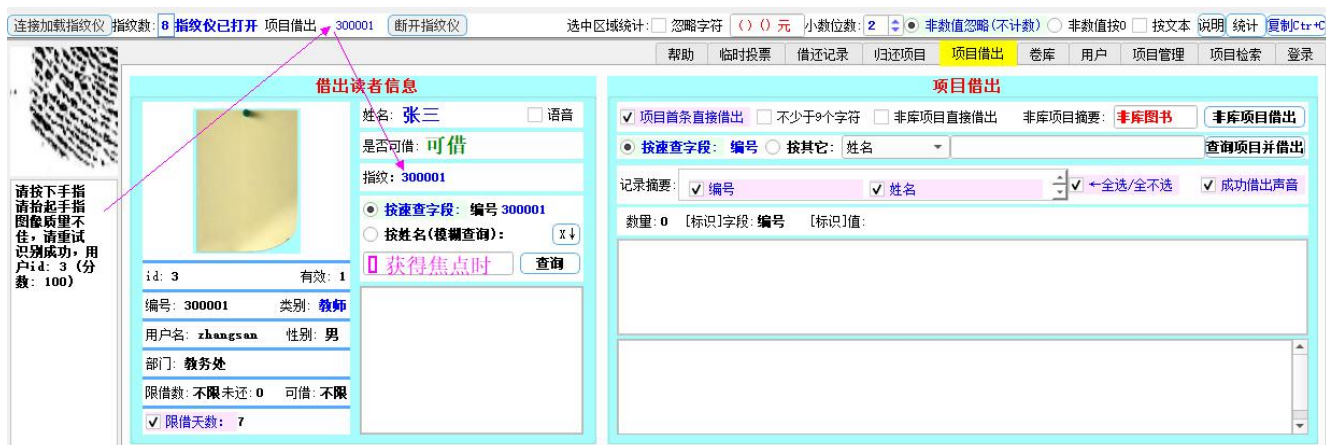 连接加载指纹仪 指纹数: 8 指纹仪已打开 项目借出 300001 断开指纹仪 选中区域统计: 忽略字符 ( ) () 元 小数位数: 2 非数值忽略(不计数) 非数值按0 按文本 说明 统计 复制Ctr+C
帮助 临时投票 借还记录 归还项目 项目借出 卷库 用户 项目管理 项目检索 登录
请按下手指
请抬起手指
图像质量不
佳，请重试
识别成功，用
户id: 3 (分
数: 100)
借出读者信息
姓名: 张三 语音
是否可借: 可借
指纹: 300001
按速查字段: 编号 300001
按姓名(模糊查询): X↓
获得焦点时 查询
id: 3 有效: 1
编号: 300001 类别: 教师
用户名: zhangsan 性别: 男
部门: 教务处
限借数: 不限 未还: 0 可借: 不限
限借天数: 7
项目借出
项目首条直接借出 不少于9个字符 非库项目直接借出 非库项目摘要: 非库图书 非库项目借出
按速查字段: 编号 按其它: 姓名 查询项目并借出
记录摘要: 编号 姓名 ←全选/全不选 成功借出声音
数量: 0 [标识]字段: 编号 [标识]值: